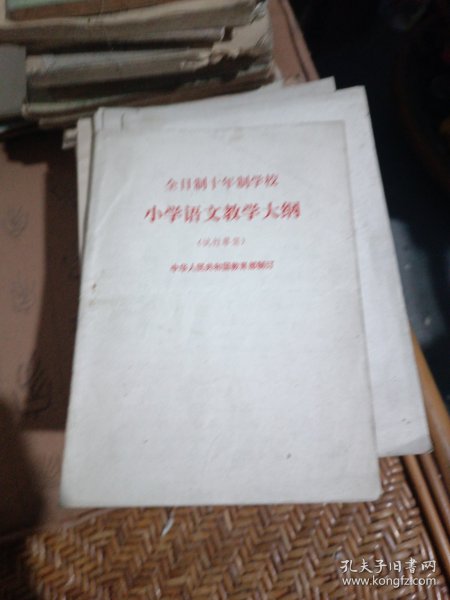 全日制十年制学校
小学语文教学大纲
(试行草案)
中华人民共和国教育部制订
孔夫子旧书网
www.kongfz.com